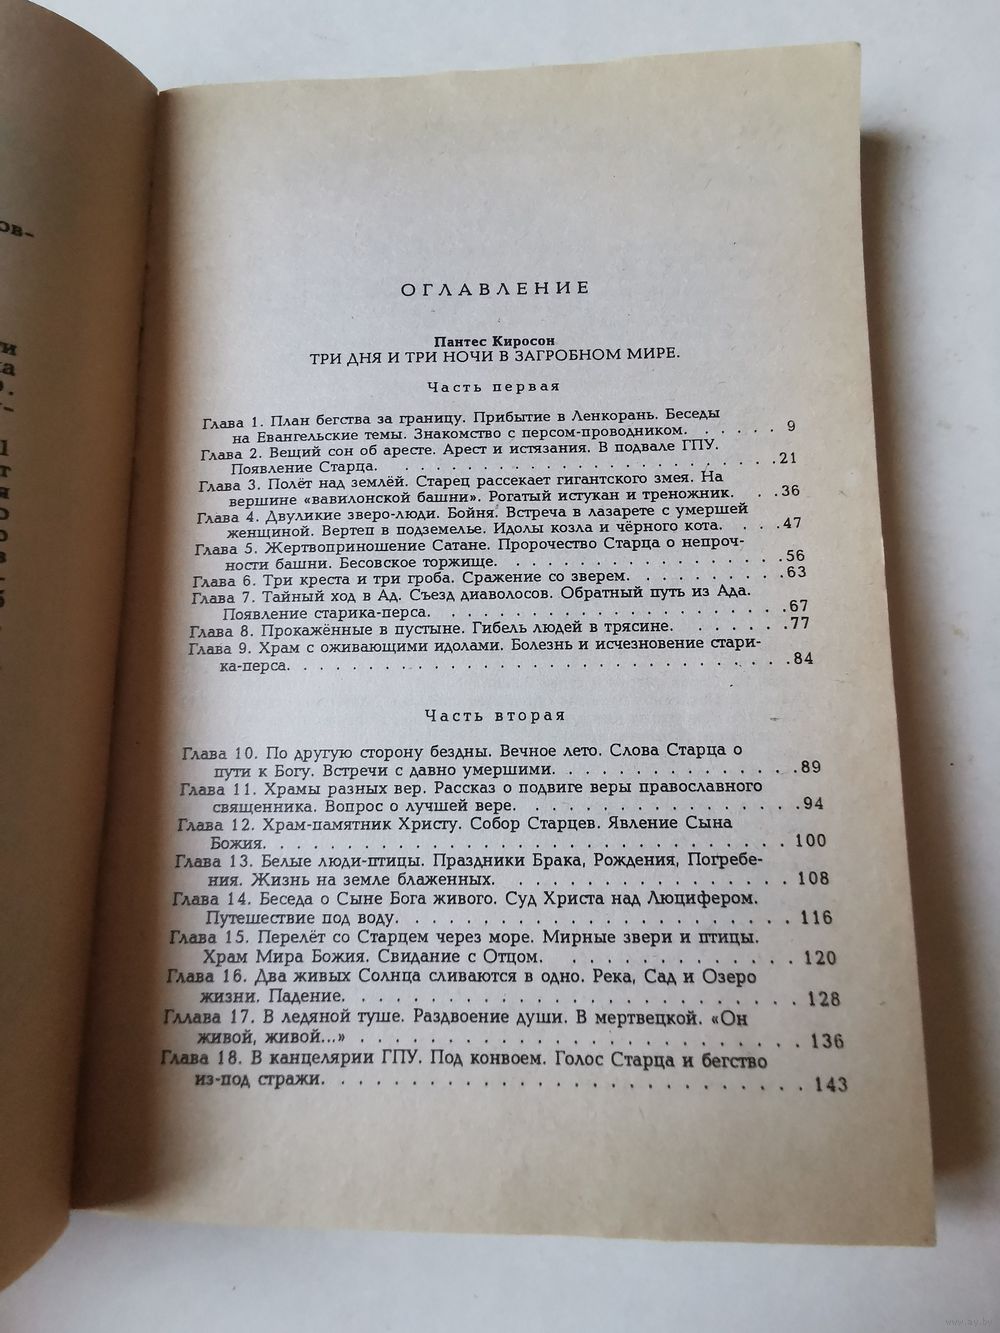 ОГЛАВЛЕНИЕ
Пантес Киросон
ТРИ ДНЯ И ТРИ НОЧИ В ЗАГРОБНОМ МИРЕ.
Часть первая
Глава 1. План бегства за границу. Прибытие в Ленкорань. Беседы
на Евангельские темы. Знакомство с персом-проводником. . . . . . 9
Глава 2. Вещий сон об аресте. Арест и истязания. В подвале ГПУ.
Появление Старца. . . . . . . . . . . . . . . . . . . . . . . . . . . .21
Глава 3. Полёт над землёй. Старец рассекает гигантского змея. На
вершине «вавилонской башни». Рогатый истукан и треножник. . . .36
Глава 4. Двуликие зверо-люди. Бойня. Встреча в лазарете с умершей
женщиной. Вертеп в подземелье. Идолы козла и чёрного кота. . . . .47
Глава 5. Жертвоприношение Сатане. Пророчество Старца о непроч-
ности башни. Бесовское торжище. . . . . . . . . . . . . . . . . . .56
Глава 6. Три креста и три гроба. Сражение со зверем. . . . . . . . . .63
Глава 7. Тайный ход в Ад. Съезд диаволосов. Обратный путь из Ада.
Появление старика-перса. . . . . . . . . . . . . . . . . . . . . . . .67
Глава 8. Прокажённые в пустыне. Гибель людей в трясине. . . . . . . .77
Глава 9. Храм с оживающими идолами. Болезнь и исчезновение стари-
ка-перса. . . . . . . . . . . . . . . . . . . . . . . . . . . . . . . .84
Часть вторая
Глава 10. По другую сторону бездны. Вечное лето. Слова Старца о
пути к Богу. Встречи с давно умершими. . . . . . . . . . . . . . .89
Глава 11. Храмы разных вер. Рассказ о подвиге веры православного
священника. Вопрос о лучшей вере. . . . . . . . . . . . . . . . . .94
Глава 12. Храм-памятник Христу. Собор Старцев. Явление Сына
Божия. . . . . . . . . . . . . . . . . . . . . . . . . . . . . . . 100
Глава 13. Белые люди-птицы. Праздники Брака, Рождения, Погребе-
ния. Жизнь на земле блаженных. . . . . . . . . . . . . . . . . . 108
Глава 14. Беседа о Сыне Бога живого. Суд Христа над Люцифером.
Путешествие под воду. . . . . . . . . . . . . . . . . . . . . . . 116
Глава 15. Перелёт со Старцем через море. Мирные звери и птицы.
Храм Мира Божия. Свидание с Отцом. . . . . . . . . . . . . . 120
Глава 16. Два живых Солнца сливаются в одно. Река, Сад и Озеро
жизни. Падение. . . . . . . . . . . . . . . . . . . . . . . . . . 128
Гллава 17. В ледяной туше. Раздвоение души. В мертвецкой. «Он
живой, живой...» . . . . . . . . . . . . . . . . . . . . . . . . . 136
Глава 18. В канцелярии ГПУ. Под конвоем. Голос Старца и бегство
из-под стражи. . . . . . . . . . . . . . . . . . . . . . . . . . . 143
www.ay.by